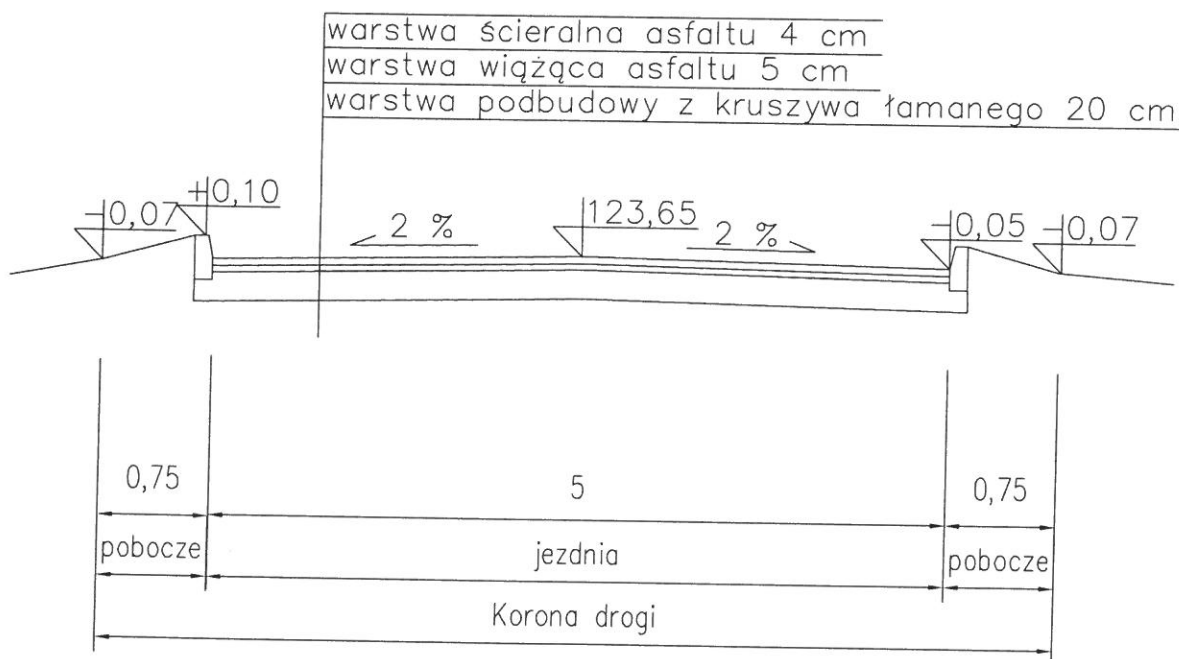 warstwa ścieralna asfaltu 4 cm
warstwa wiążąca asfaltu 5 cm
warstwa podbudowy z kruszywa łamanego 20 cm
-0,07 +0,10 2 % 123,65 2 % -0,05 -0,07
0,75 5 0,75
pobocze jezdnia pobocze
Korona drogi